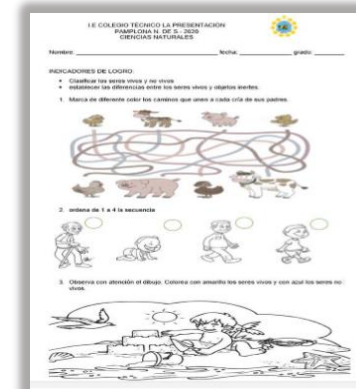 I.E COLEGIO TÉCNICO LA PRESENTACIÓN
PAMPLONA N. DE S – 2020
CIENCIAS NATURALES
Nombre: fecha: grado:
INDICADORES DE LOGRO:
• Clasificar los seres vivos y no vivos
• establecer las diferencias entre los seres vivos y objetos inertes.
1. Marca de diferente color los caminos que unen a cada cría de sus padres.
2. ordena de 1 a 4 la secuencia
3. Observa con atención el dibujo. Colorea con amarillo los seres vivos y con azul los seres no
vivos.